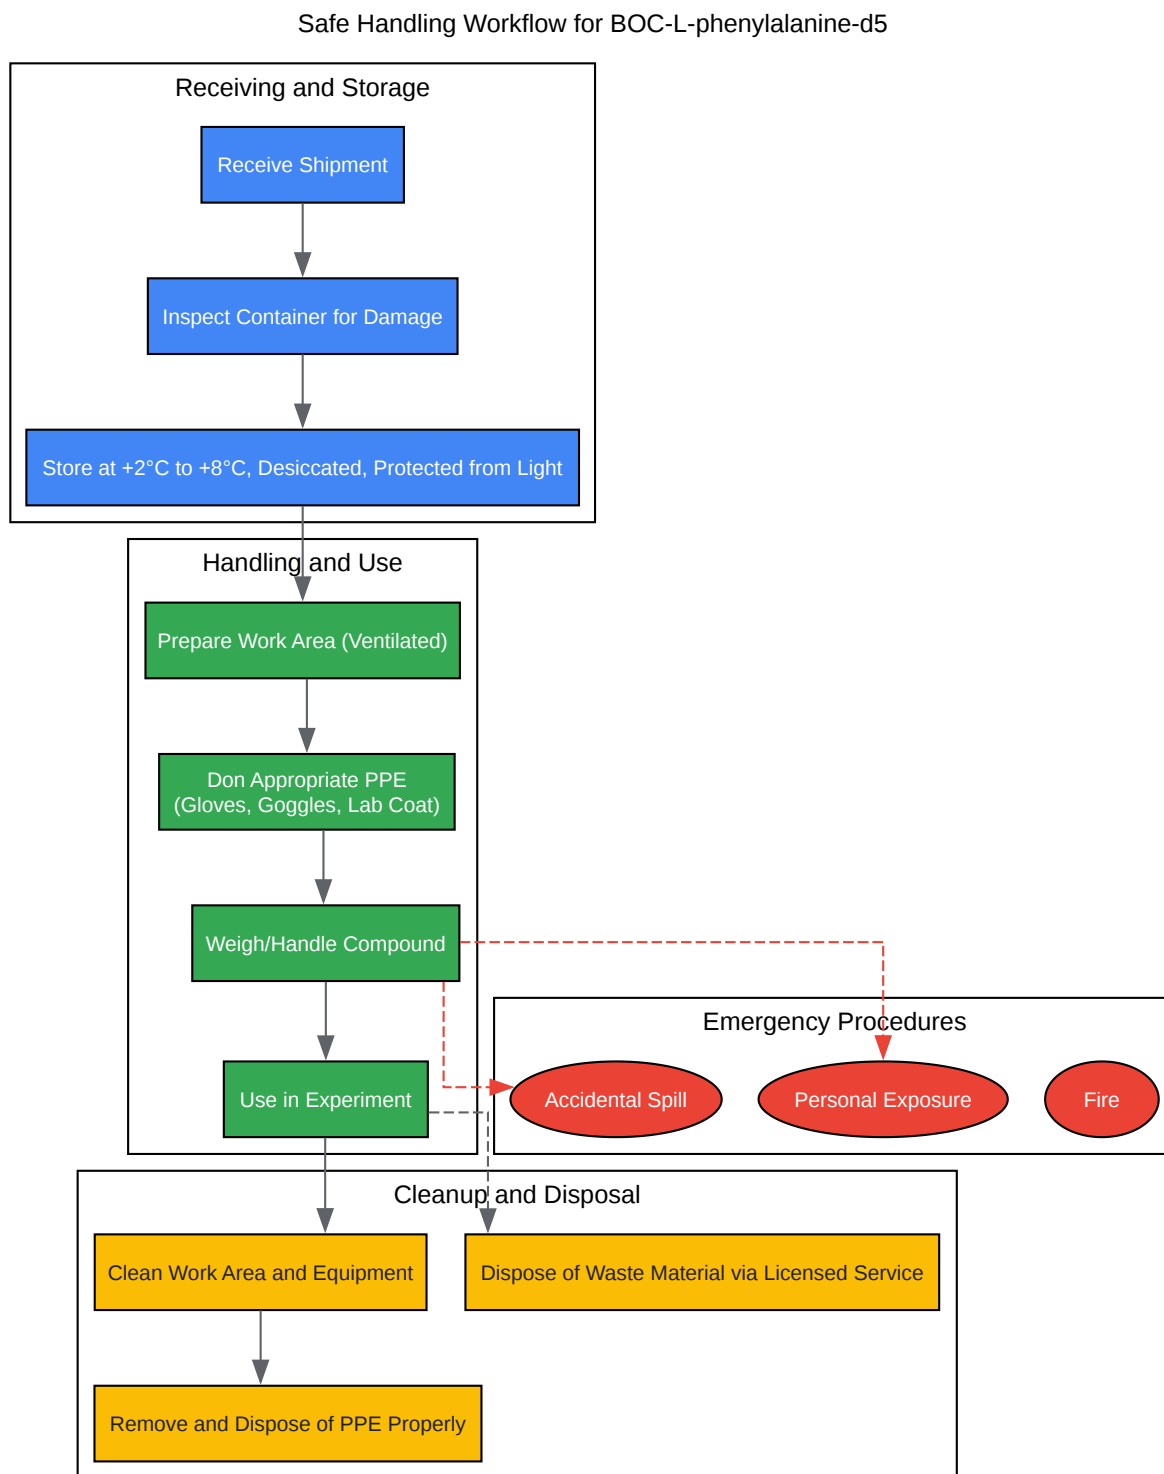 Safe Handling Workflow for BOC-L-phenylalanine-d5
Receiving and Storage
Receive Shipment
Inspect Container for Damage
Store at +2°C to +8°C, Desiccated, Protected from Light
Handling and Use
Prepare Work Area (Ventilated)
Don Appropriate PPE
(Gloves, Goggles, Lab Coat)
Weigh/Handle Compound
Use in Experiment
Emergency Procedures
Accidental Spill
Personal Exposure
Fire
Cleanup and Disposal
Clean Work Area and Equipment
Dispose of Waste Material via Licensed Service
Remove and Dispose of PPE Properly